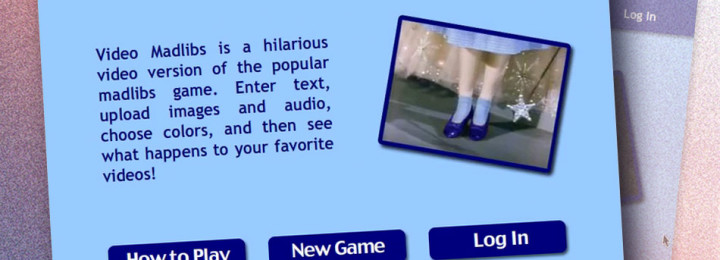 Log In
Video Madlibs is a hilarious
video version of the popular
madlibs game. Enter text,
upload images and audio,
choose colors, and then see
what happens to your favorite
videos!
How to Play
New Game
Log In